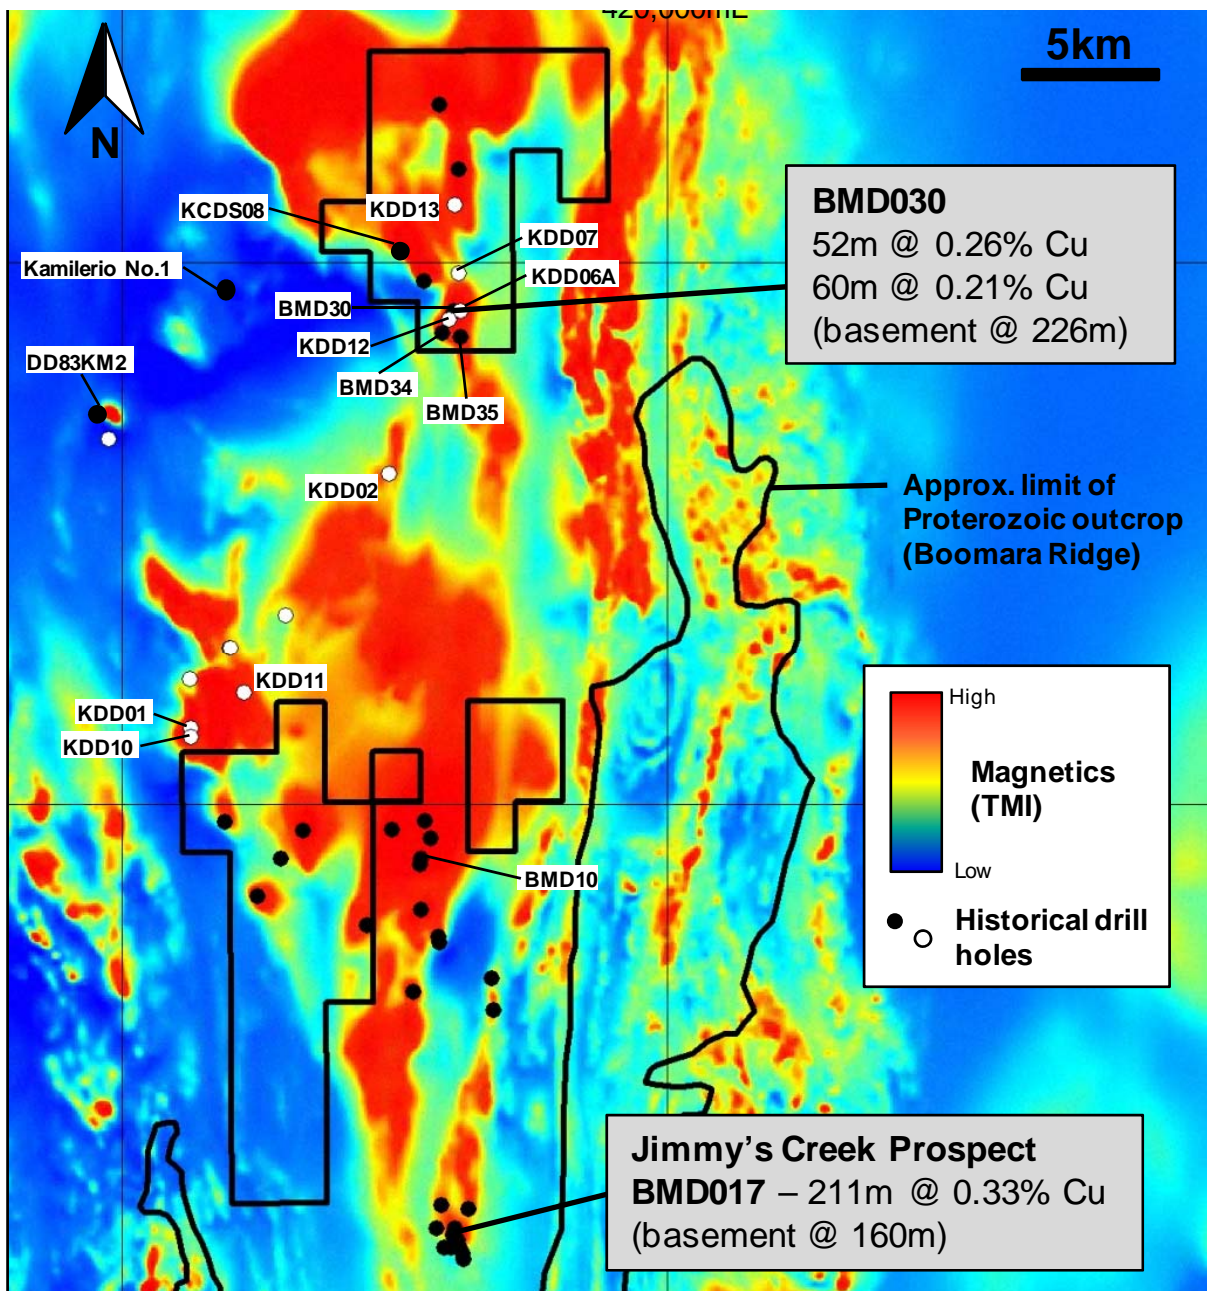 420,000mE
5km
N
BMD030
52m @ 0.26% Cu
60m @ 0.21% Cu
(basement @ 226m)
KCDS08
KDD13
KDD07
Kamilerio No.1
KDD06A
BMD30
KDD12
DD83KM2
BMD34
BMD35
KDD02
Approx. limit of
Proterozoic outcrop
(Boomara Ridge)
KDD11
KDD01
KDD10
High
Magnetics
(TMI)
Low
BMD10
Historical drill
holes
Jimmy’s Creek Prospect
BMD017 – 211m @ 0.33% Cu
(basement @ 160m)